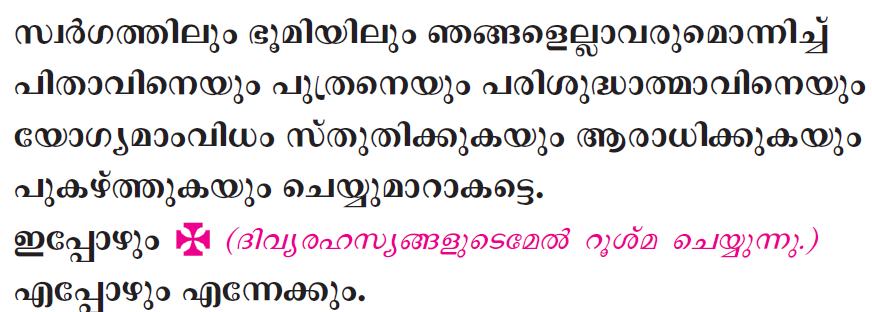 സ്വർഗത്തിലും ഭൂമിയിലും ഞങ്ങളെല്ലാവരുമൊന്നിച്ച്
പിതാവിനെയും പുത്രനെയും പരിശുദ്ധാത്മാവിനെയും
യോഗ്യമാംവിധം സ്തുതിക്കുകയും ആരാധിക്കുകയും
പുകഴ്ത്തുകയും ചെയ്യുമാറാകട്ടെ.
ഇപ്പോഴും ✠ (ദിവ്യരഹസ്യങ്ങളുടെമേൽ റൂശ്മ ചെയ്യുന്നു.)
എപ്പോഴും എന്നേക്കും.